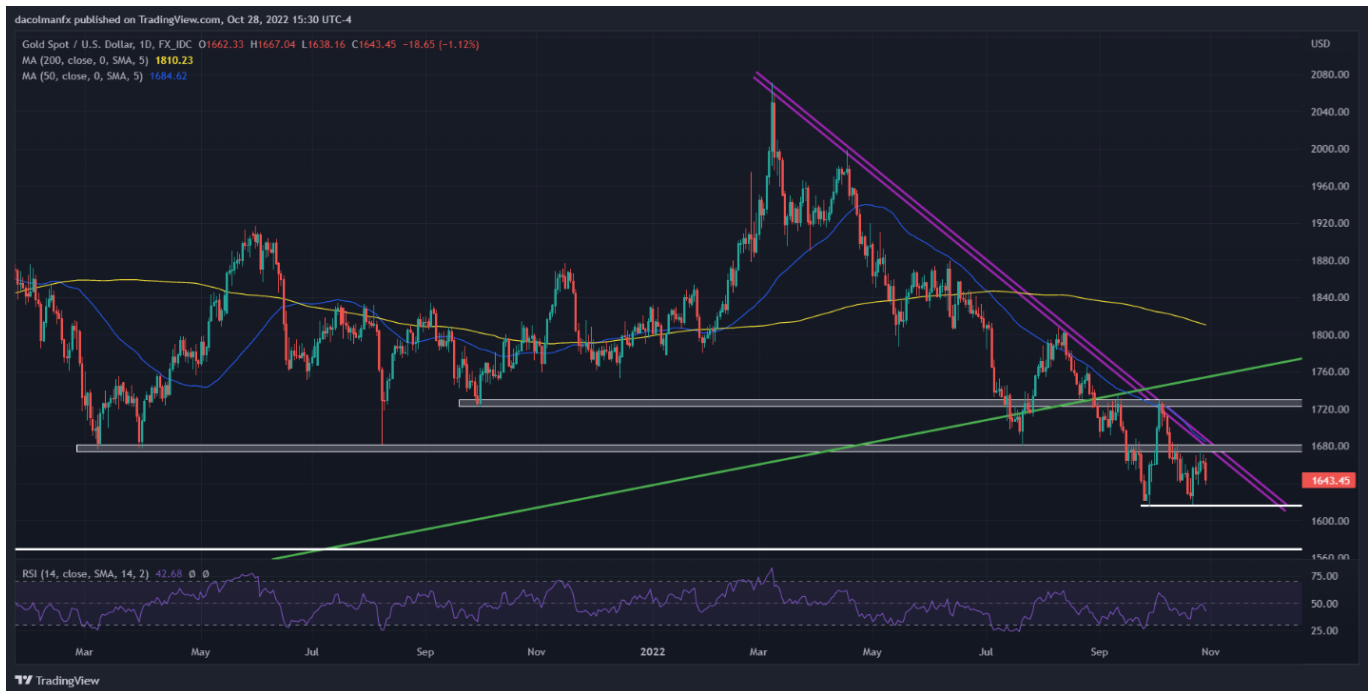 dacolmanfx published on TradingView.com, Oct 28, 2022 15:30 UTC-4
Gold Spot / U.S. Dollar, 1D, FX_IDC O1662.33 H1667.04 L1638.16 C1643.45 −18.65 (−1.12%)
MA (200, close, 0, SMA, 5) 1810.23
MA (50, close, 0, SMA, 5) 1684.62
USD
2080.00
2040.00
2000.00
1960.00
1920.00
1880.00
1840.00
1800.00
1760.00
1720.00
1680.00
1643.45
1600.00
1560.00
RSI (14, close, SMA, 14, 2) 42.68 Ø Ø
75.00
50.00
25.00
Mar May Jul Sep Nov 2022 Mar May Jul Sep Nov
TradingView